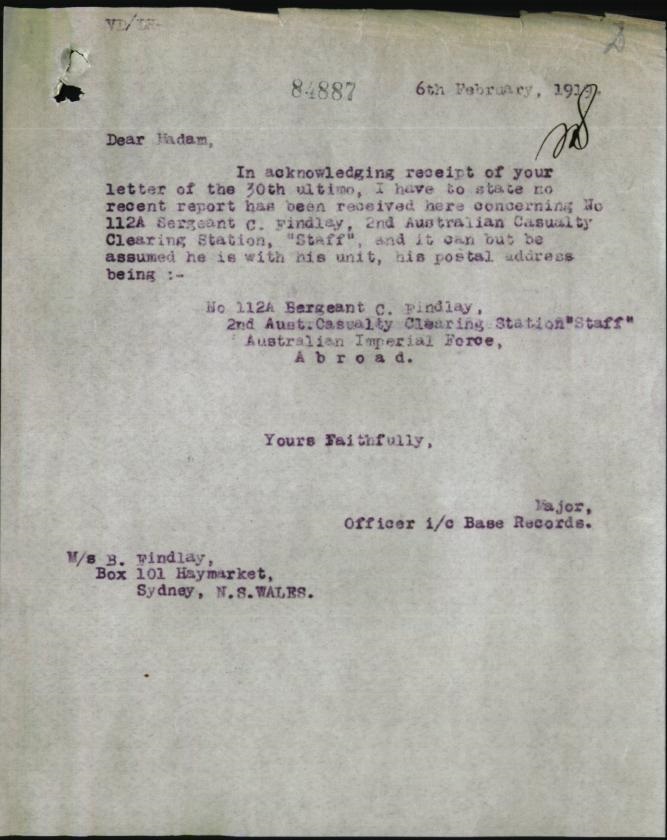 84887 6th February, 1919.
Dear Madam,
In acknowledging receipt of your
letter of the 30th ultimo, I have to state no
recent report has been received here concerning No
112A Sergeant C. Findlay, 2nd Australian Casualty
Clearing Station, "Staff", and it can but be
assumed he is with his unit, his postal address
being :-
No 112A Sergeant C. Findlay,
2nd Aust.Casualty Clearing Station"Staff"
Australian Imperial Force,
A b r o a d.
Yours Faithfully,
Major,
Officer i/c Base Records.
M/s B. Findlay,
Box 101 Haymarket,
Sydney, N.S.WALES.